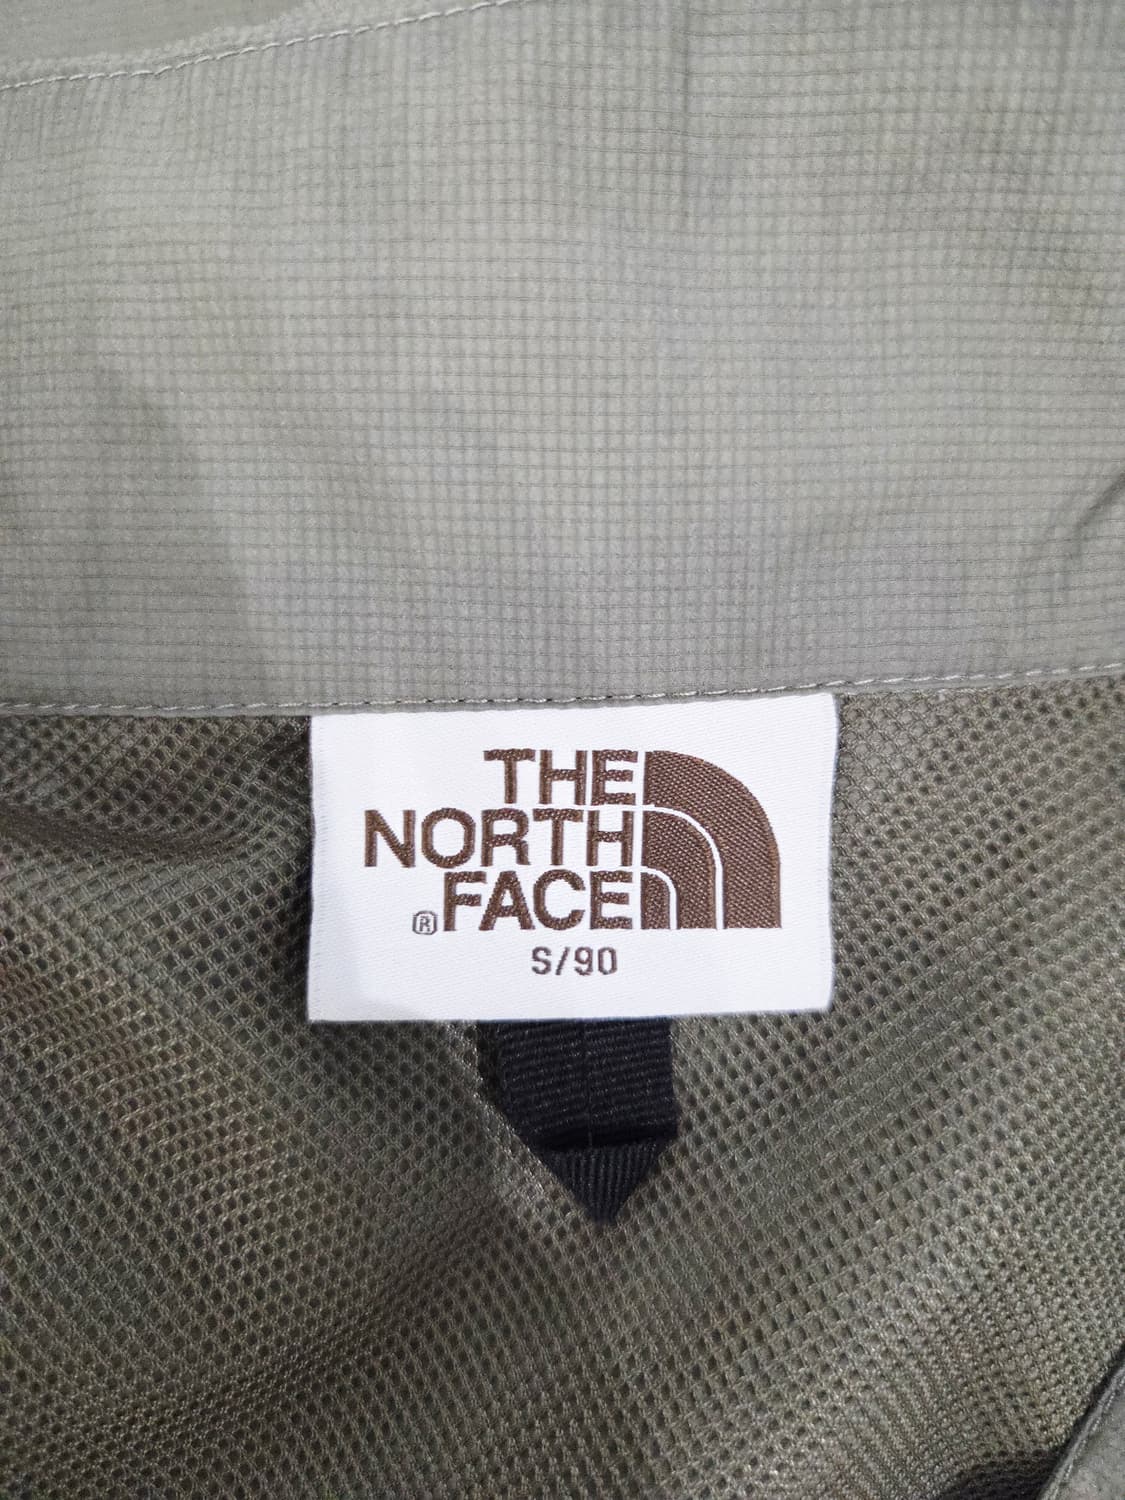 THE
NORTH
® FACE
S/90